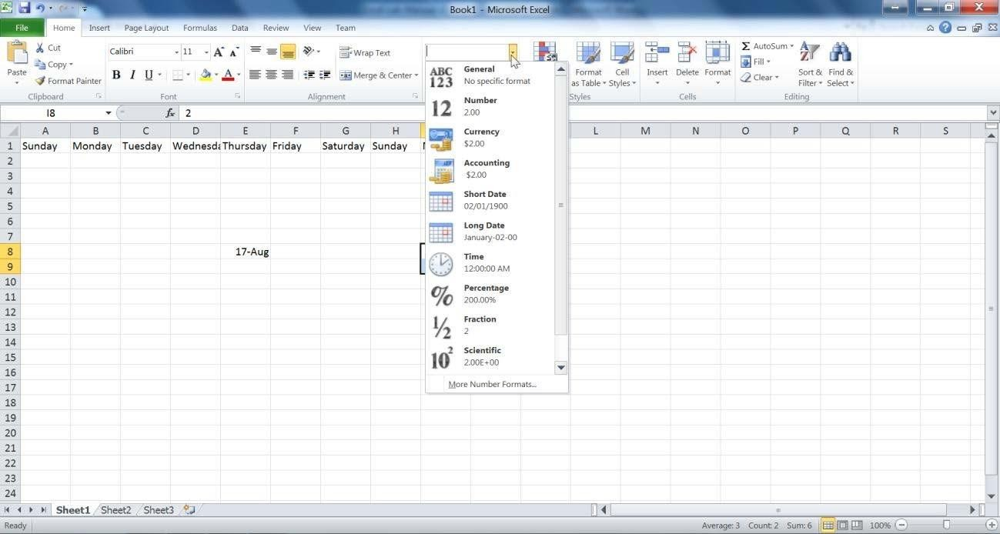 Book1 - Microsoft Excel
File Home Insert Page Layout Formulas Data Review View Team
Paste
Cut
Copy
Format Painter
Clipboard
Calibri 11
B I U
Font
Wrap Text
Merge & Center
Alignment
Format as Table
Cell Styles
Styles
Insert
Delete
Format
Cells
AutoSum
Fill
Clear
Sort & Filter
Find & Select
Editing
I8 fx 2
A B C D E F G H L M N O P Q R S
1 Sunday Monday Tuesday Wednesda Thursday Friday Saturday Sunday
2
3
4
5
6
7
8 17-Aug
9
10
11
12
13
14
15
16
17
18
19
20
21
22
23
24
ABC 123
General
No specific format
12
Number
2.00
Currency
$2.00
Accounting
$2.00
Short Date
02/01/1900
Long Date
January-02-00
Time
12:00:00 AM
%
Percentage
200.00%
½
Fraction
2
10²
Scientific
2.00E+00
More Number Formats...
Sheet1 Sheet2 Sheet3
Ready Average: 3 Count: 2 Sum: 6 100%